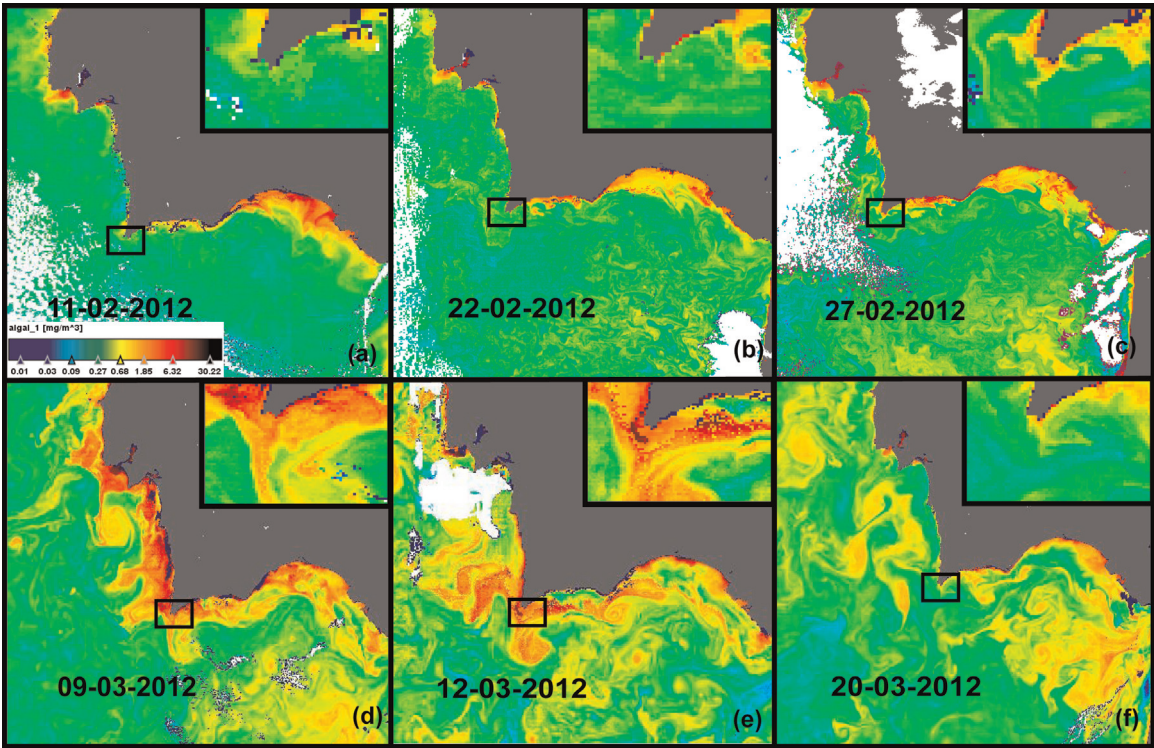 11-02-2012
algal_1 [mg/m^3]
0.01 0.03 0.09 0.27 0.68 1.85 6.32 30.22
(a)
22-02-2012
(b)
27-02-2012
(c)
09-03-2012
(d)
12-03-2012
(e)
20-03-2012
(f)